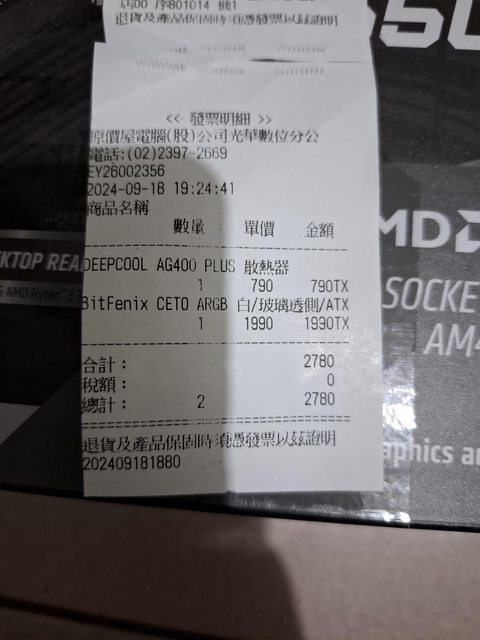 店00 序801014 機1
退貨及產品保固時須憑發票以茲證明
<< 發票明細 >>
原價屋電腦(股)公司光華數位分公
電話:(02)2397-2669
EY26002356
2024-09-18 19:24:41
商品名稱
數量 單價 金額
DEEPCOOL AG400 PLUS 散熱器
1 790 790TX
BitFenix CETO ARGB 白/玻璃透側/ATX
1 1990 1990TX
合計: 2780
稅額: 0
總計: 2 2780
退貨及產品保固時須憑發票以茲證明
202409181880
MD
KTOP READ
AMD Ryzen™ 3
SOCKE
AM4
aphics a